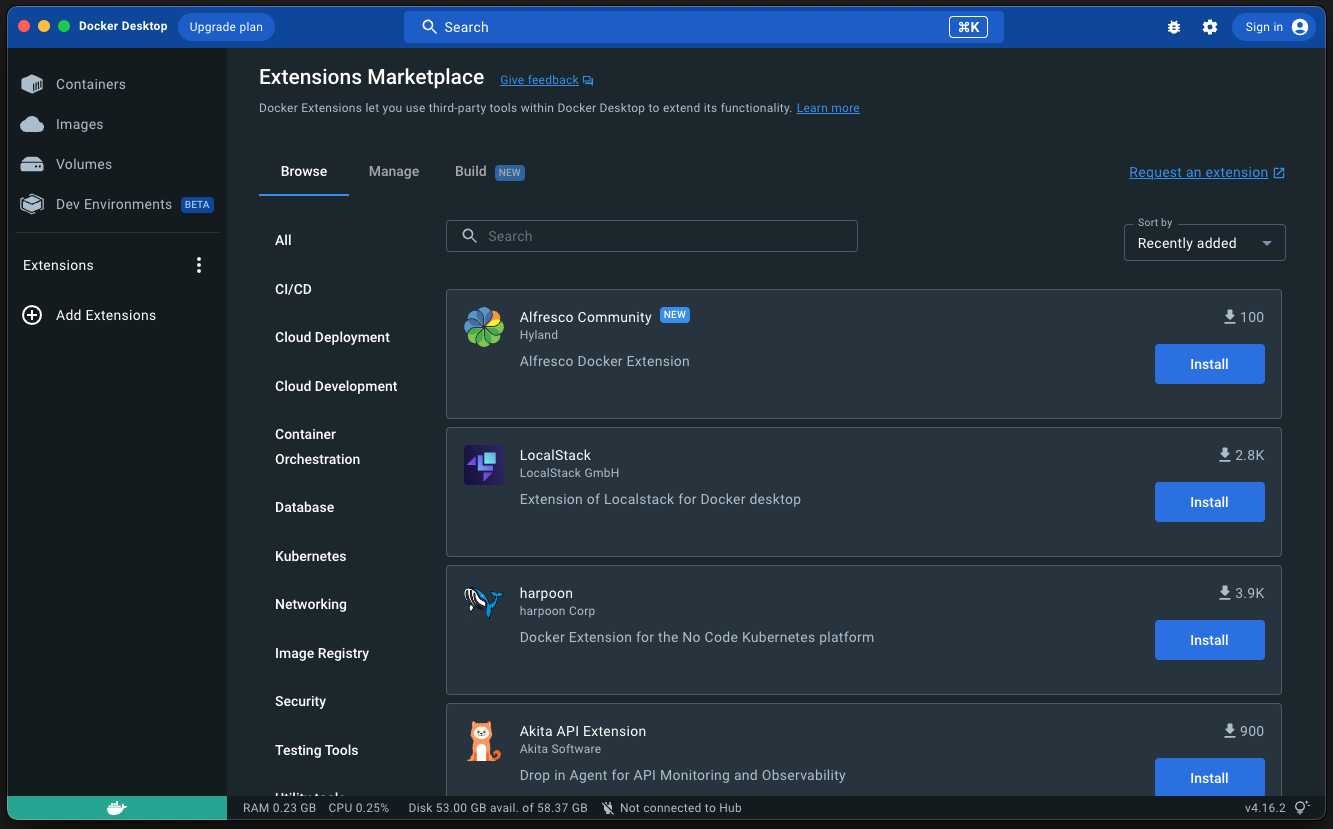 Docker Desktop
Upgrade plan
Search
⌘K
Sign in
Containers
Images
Volumes
Dev Environments BETA
Extensions
Add Extensions
Extensions Marketplace
Give feedback
Docker Extensions let you use third-party tools within Docker Desktop to extend its functionality. Learn more
Browse
Manage
Build NEW
Request an extension
All
CI/CD
Cloud Deployment
Cloud Development
Container
Orchestration
Database
Kubernetes
Networking
Image Registry
Security
Testing Tools
Utility tools
Search
Sort by
Recently added
Alfresco Community NEW
100
Hyland
Alfresco Docker Extension
Install
LocalStack
2.8K
LocalStack GmbH
Extension of Localstack for Docker desktop
Install
harpoon
3.9K
harpoon Corp
Docker Extension for the No Code Kubernetes platform
Install
Akita API Extension
900
Akita Software
Drop in Agent for API Monitoring and Observability
Install
RAM 0.23 GB CPU 0.25% Disk 53.00 GB avail. of 58.37 GB Not connected to Hub
v4.16.2